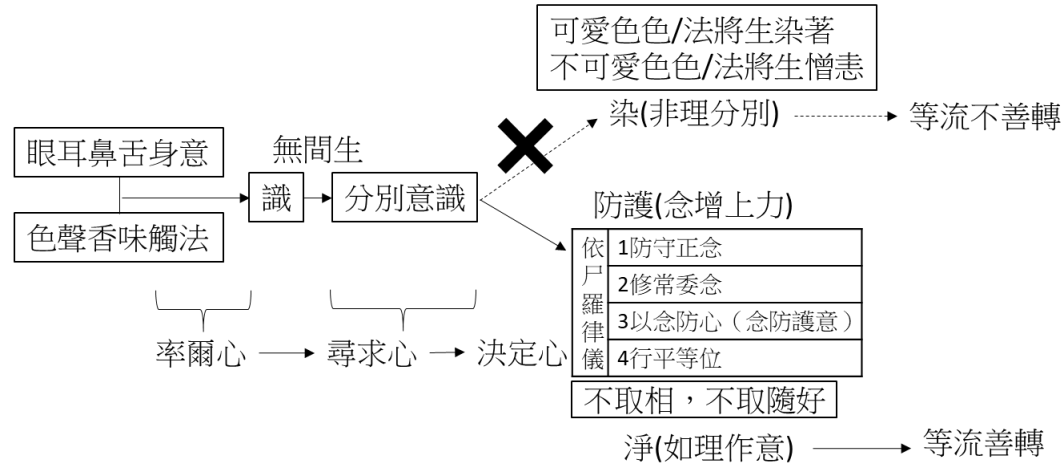 可愛色色/法將生染著
不可愛色色/法將生憎恚
染(非理分別)
等流不善轉
眼耳鼻舌身意
無間生
識
分別意識
色聲香味觸法
防護(念增上力)
依尸羅律儀
1防守正念
2修常委念
3以念防心（念防護意）
4行平等位
率爾心
尋求心
決定心
不取相，不取隨好
淨(如理作意)
等流善轉